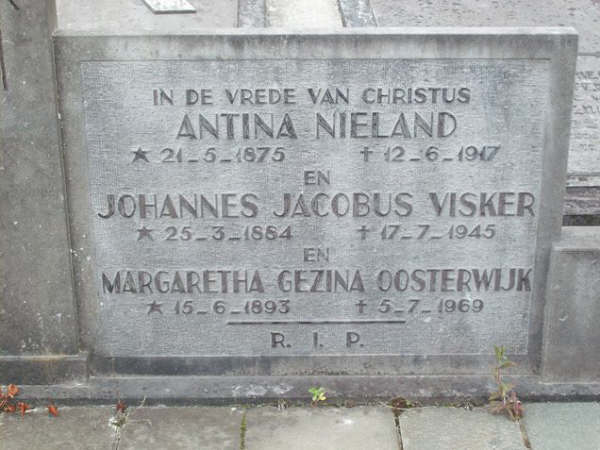 IN DE VREDE VAN CHRISTUS
ANTINA NIELAND
★ 21-5-1875 † 12-6-1917
EN
JOHANNES JACOBUS VISKER
★ 25-3-1884 † 17-7-1945
EN
MARGARETHA GEZINA OOSTERWIJK
★ 15-6-1893 † 5-7-1969
R. I. P.